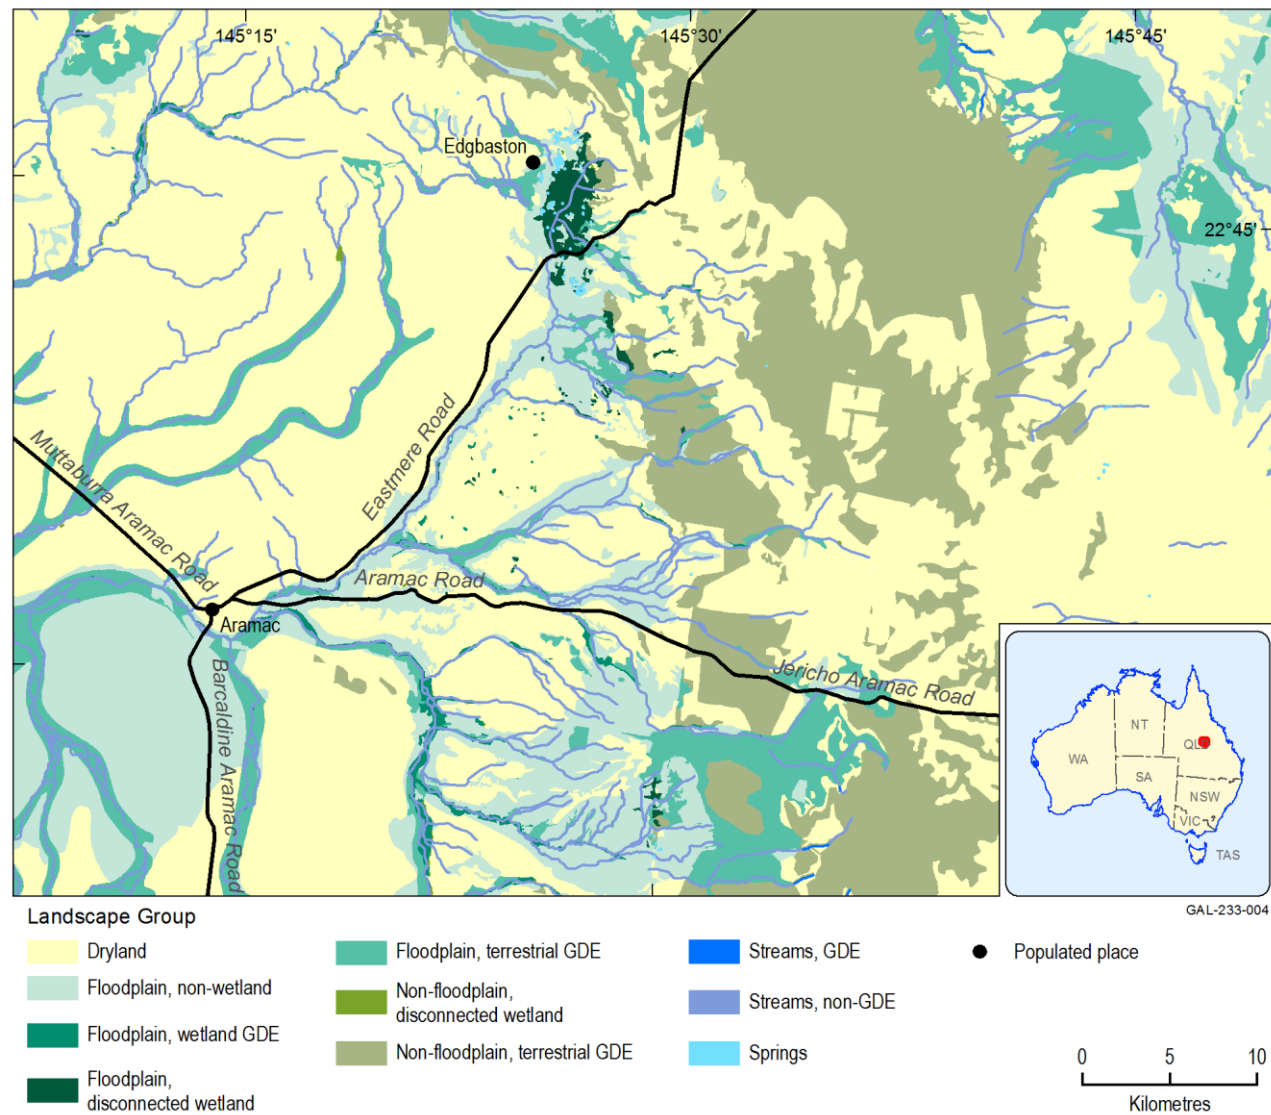 145°15'
145°30'
145°45'
Edgbaston
22°45'
Eastmere Road
Muttaburra Aramac Road
Aramac Road
Aramac
Jericho Aramac Road
Barcaldine Aramac Road
NT
QLD
WA
SA
NSW
VIC
TAS
GAL-233-004
Landscape Group
Dryland
Floodplain, non-wetland
Floodplain, wetland GDE
Floodplain,
disconnected wetland
Floodplain, terrestrial GDE
Non-floodplain,
disconnected wetland
Non-floodplain, terrestrial GDE
Streams, GDE
Streams, non-GDE
Springs
Populated place
0 5 10
Kilometres